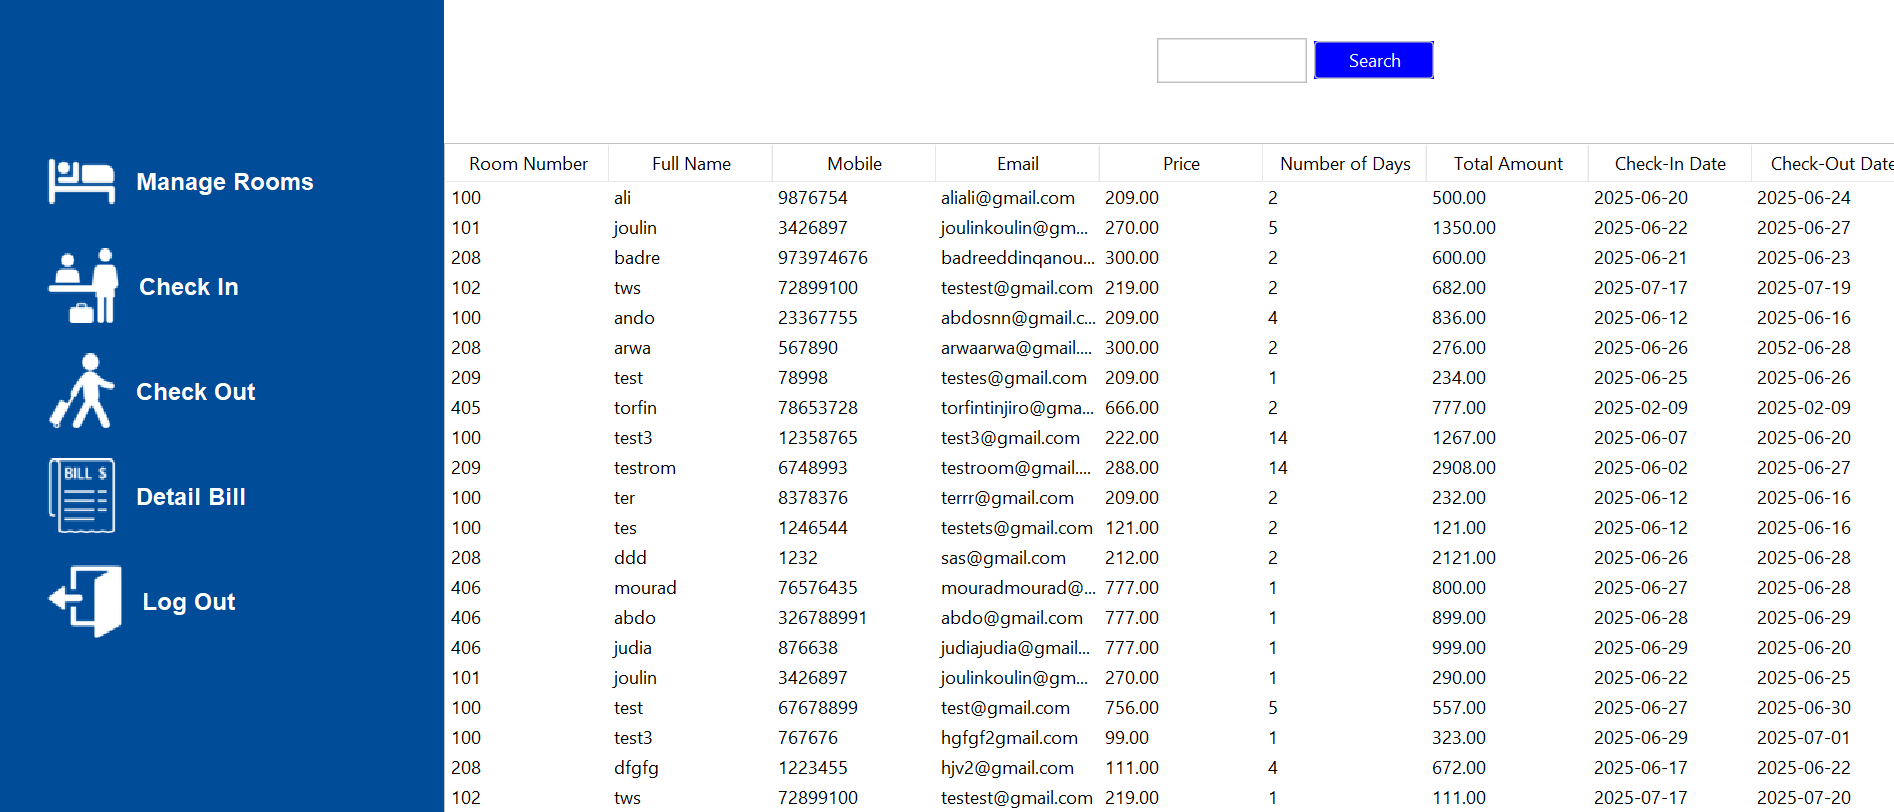 Search
Manage Rooms
Check In
Check Out
BILL $
Detail Bill
Log Out
Room Number Full Name Mobile Email Price Number of Days Total Amount Check-In Date Check-Out Date
100 ali 9876754 aliali@gmail.com 209.00 2 500.00 2025-06-20 2025-06-24
101 joulin 3426897 joulinkoulin@gm... 270.00 5 1350.00 2025-06-22 2025-06-27
208 badre 973974676 badreeddinqanou... 300.00 2 600.00 2025-06-21 2025-06-23
102 tws 72899100 testest@gmail.com 219.00 2 682.00 2025-07-17 2025-07-19
100 ando 23367755 abdosnn@gmail.c... 209.00 4 836.00 2025-06-12 2025-06-16
208 arwa 567890 arwaarwa@gmail.... 300.00 2 276.00 2025-06-26 2052-06-28
209 test 78998 testes@gmail.com 209.00 1 234.00 2025-06-25 2025-06-26
405 torfin 78653728 torfintinjiro@gma... 666.00 2 777.00 2025-02-09 2025-02-09
100 test3 12358765 test3@gmail.com 222.00 14 1267.00 2025-06-07 2025-06-20
209 testrom 6748993 testroom@gmail.... 288.00 14 2908.00 2025-06-02 2025-06-27
100 ter 8378376 terrr@gmail.com 209.00 2 232.00 2025-06-12 2025-06-16
100 tes 1246544 testets@gmail.com 121.00 2 121.00 2025-06-12 2025-06-16
208 ddd 1232 sas@gmail.com 212.00 2 2121.00 2025-06-26 2025-06-28
406 mourad 76576435 mouradmourad@... 777.00 1 800.00 2025-06-27 2025-06-28
406 abdo 326788991 abdo@gmail.com 777.00 1 899.00 2025-06-28 2025-06-29
406 judia 876638 judiajudia@gmail... 777.00 1 999.00 2025-06-29 2025-06-20
101 joulin 3426897 joulinkoulin@gm... 270.00 1 290.00 2025-06-22 2025-06-25
100 test 67678899 test@gmail.com 756.00 5 557.00 2025-06-27 2025-06-30
100 test3 767676 hgfgf2gmail.com 99.00 1 323.00 2025-06-29 2025-07-01
208 dfgfg 1223455 hjv2@gmail.com 111.00 4 672.00 2025-06-17 2025-06-22
102 tws 72899100 testest@gmail.com 219.00 1 111.00 2025-07-17 2025-07-20